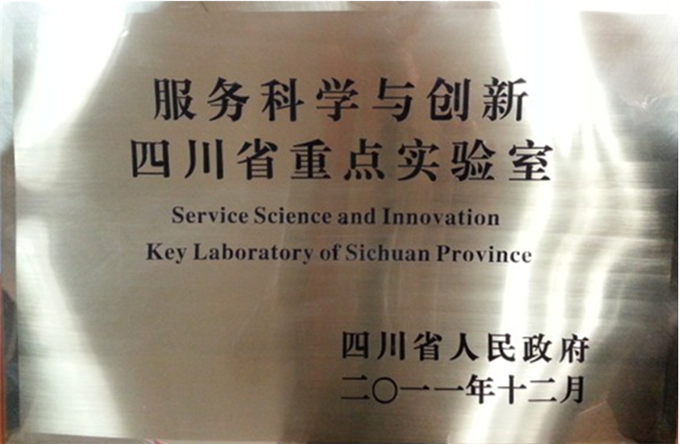 服务科学与创新
四川省重点实验室
Service Science and Innovation
Key Laboratory of Sichuan Province
四川省人民政府
二〇一一年十二月